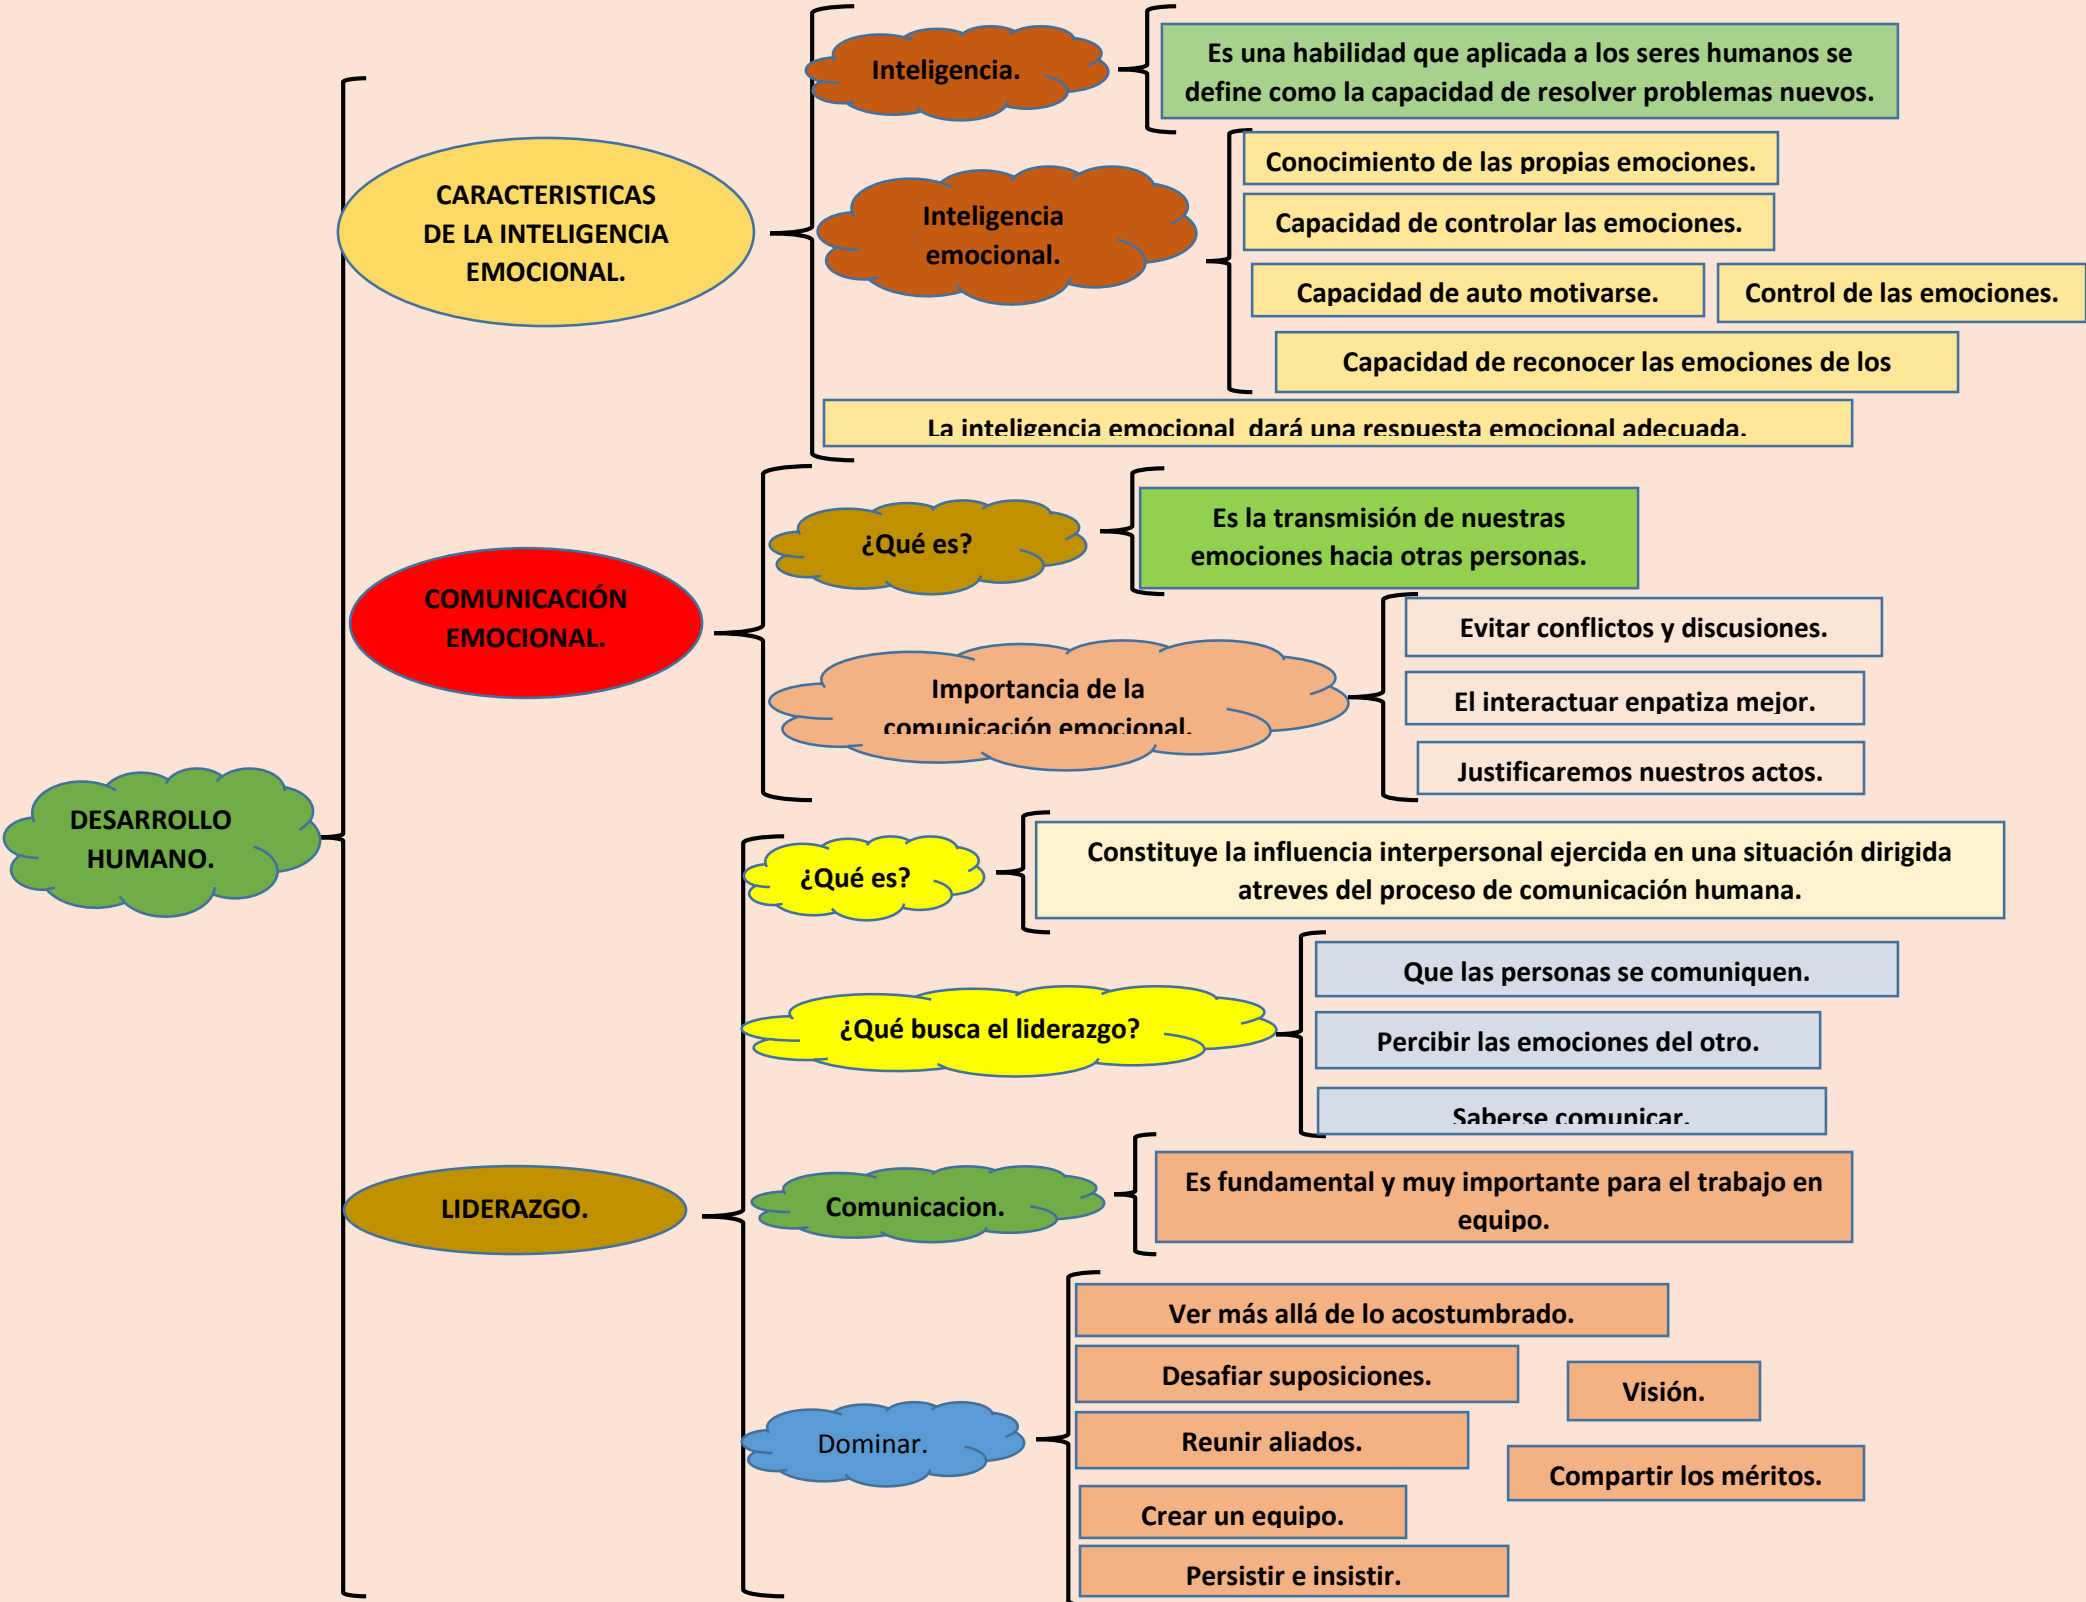 DESARROLLO
HUMANO.
CARACTERISTICAS
DE LA INTELIGENCIA
EMOCIONAL.
Inteligencia.
Es una habilidad que aplicada a los seres humanos se
define como la capacidad de resolver problemas nuevos.
Inteligencia
emocional.
Conocimiento de las propias emociones.
Capacidad de controlar las emociones.
Capacidad de auto motivarse.
Control de las emociones.
Capacidad de reconocer las emociones de los
La inteligencia emocional dará una respuesta emocional adecuada.
COMUNICACIÓN
EMOCIONAL.
¿Qué es?
Es la transmisión de nuestras
emociones hacia otras personas.
Importancia de la
comunicación emocional.
Evitar conflictos y discusiones.
El interactuar enpatiza mejor.
Justificaremos nuestros actos.
LIDERAZGO.
¿Qué es?
Constituye la influencia interpersonal ejercida en una situación dirigida
atreves del proceso de comunicación humana.
¿Qué busca el liderazgo?
Que las personas se comuniquen.
Percibir las emociones del otro.
Saberse comunicar.
Comunicacion.
Es fundamental y muy importante para el trabajo en
equipo.
Dominar.
Ver más allá de lo acostumbrado.
Desafiar suposiciones.
Visión.
Reunir aliados.
Compartir los méritos.
Crear un equipo.
Persistir e insistir.